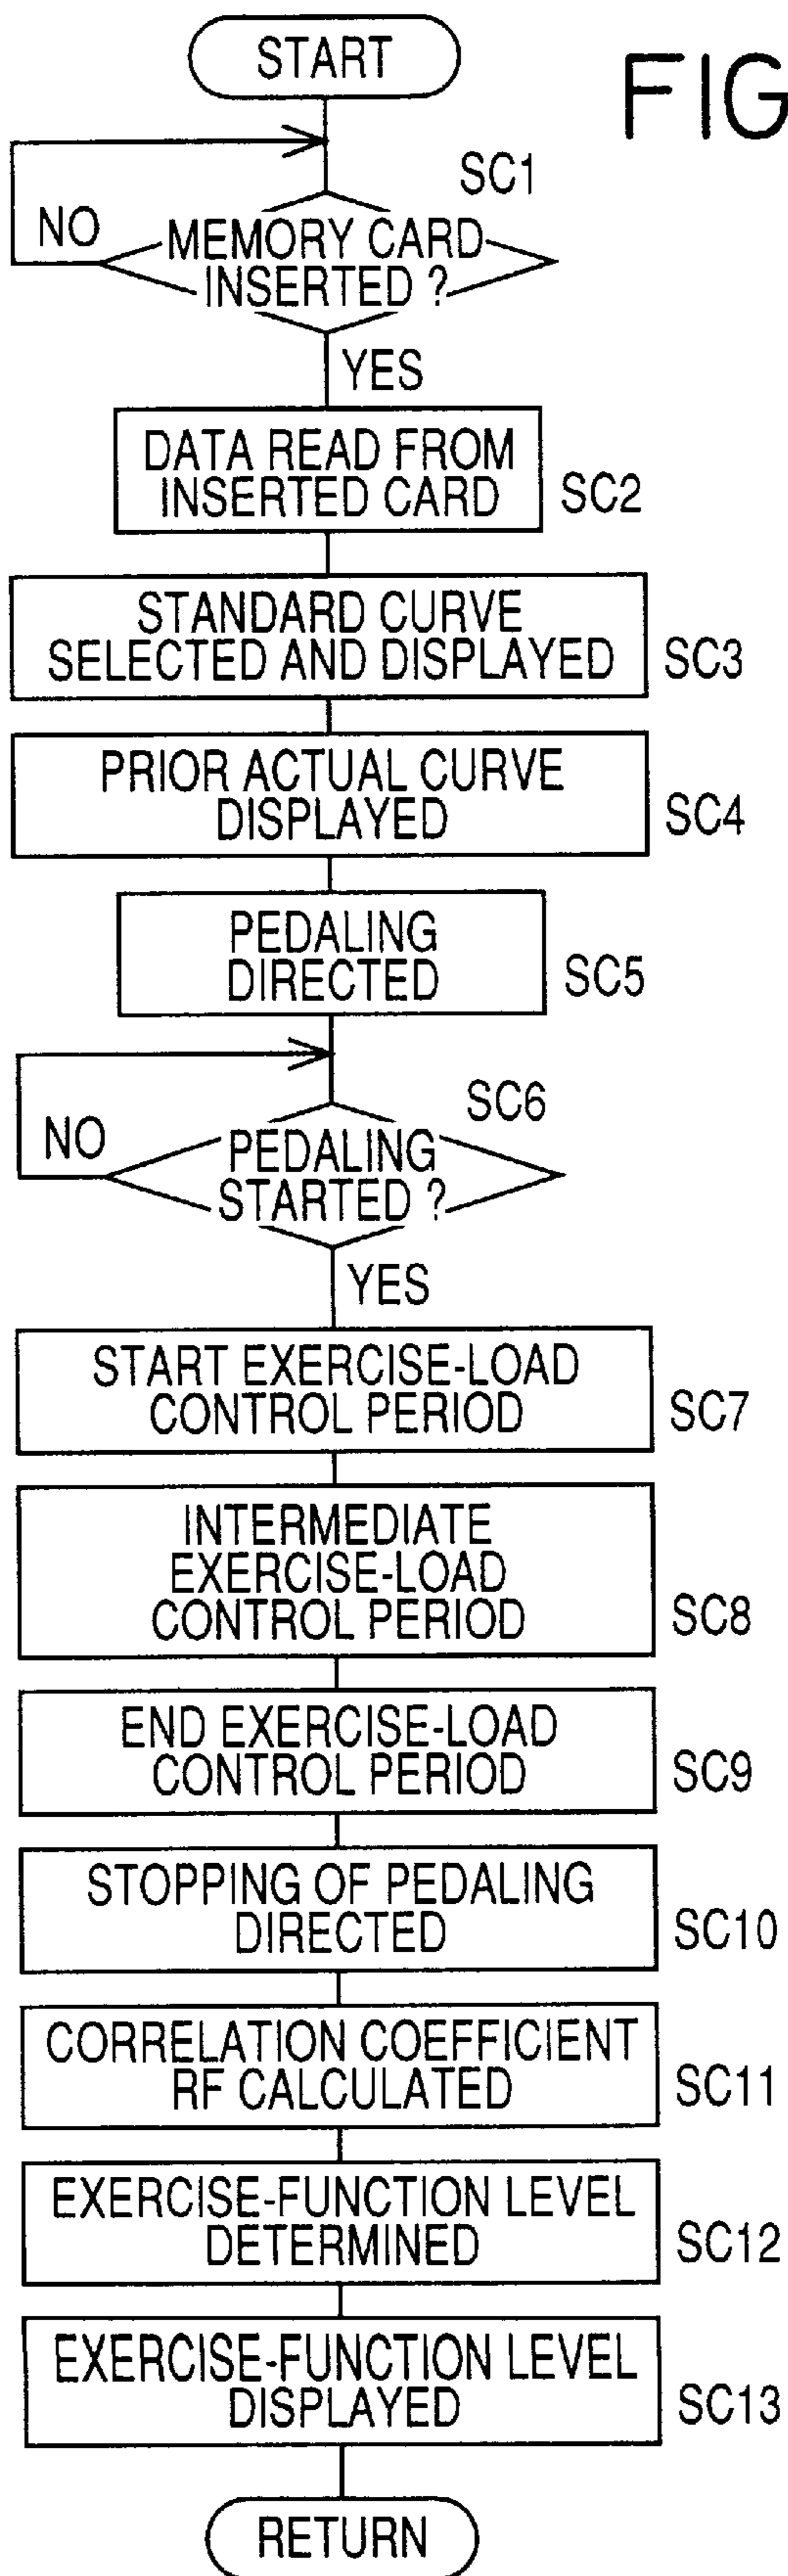 START
FIG
SC1
NO
MEMORY CARD
INSERTED ?
YES
DATA READ FROM
INSERTED CARD
SC2
STANDARD CURVE
SELECTED AND DISPLAYED
SC3
PRIOR ACTUAL CURVE
DISPLAYED
SC4
PEDALING
DIRECTED
SC5
SC6
NO
PEDALING
STARTED ?
YES
START EXERCISE-LOAD
CONTROL PERIOD
SC7
INTERMEDIATE
EXERCISE-LOAD
CONTROL PERIOD
SC8
END EXERCISE-LOAD
CONTROL PERIOD
SC9
STOPPING OF PEDALING
DIRECTED
SC10
CORRELATION COEFFICIENT
RF CALCULATED
SC11
EXERCISE-FUNCTION LEVEL
DETERMINED
SC12
EXERCISE-FUNCTION LEVEL
DISPLAYED
SC13
RETURN